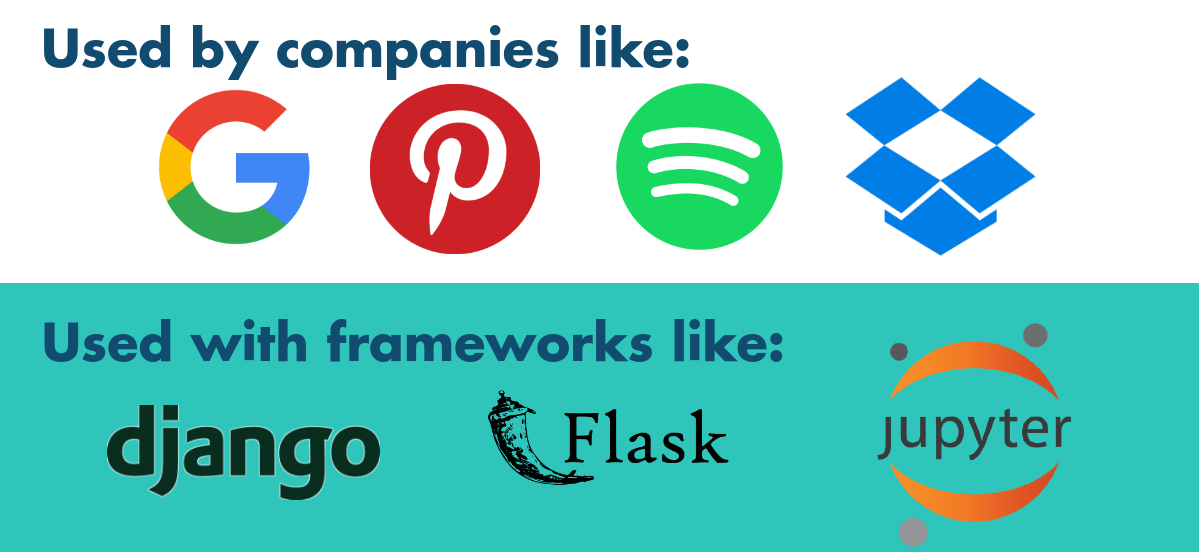 Used by companies like:
Used with frameworks like:
django
Flask
jupyter